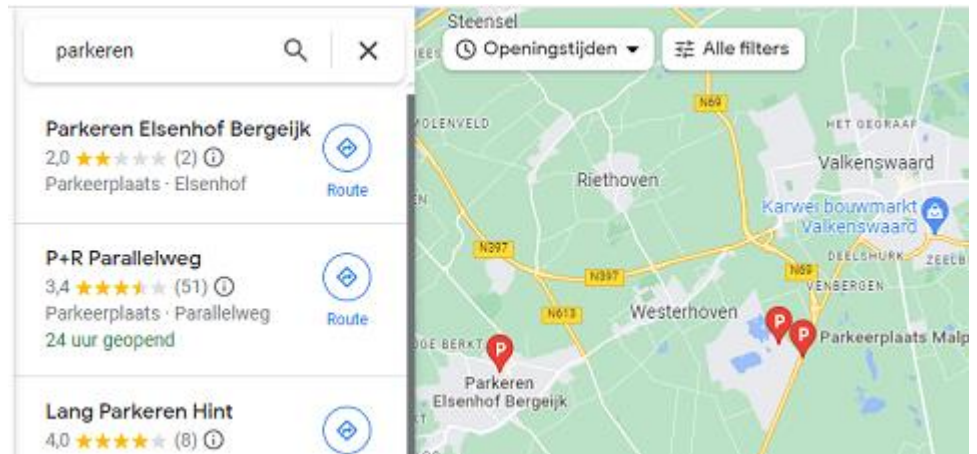 parkeren
Parkeren Elsenhof Bergeijk
2,0 (2)
Parkeerplaats · Elsenhof
Route
P+R Parallelweg
3,4 (51)
Parkeerplaats · Parallelweg
24 uur geopend
Route
Lang Parkeren Hint
4,0 (8)
Steensel
Openingstijden
Alle filters
N69
MOLENVELD
HET GEGRAAF
Valkenswaard
Riethoven
Karwei bouwmarkt
Valkenswaard
N397
DEELSHURK
N397
N69
VENBERGEN
N613
Westerhoven
P
P
Parkeerplaats Malp
P
Parkeren
Elsenhof Bergeijk